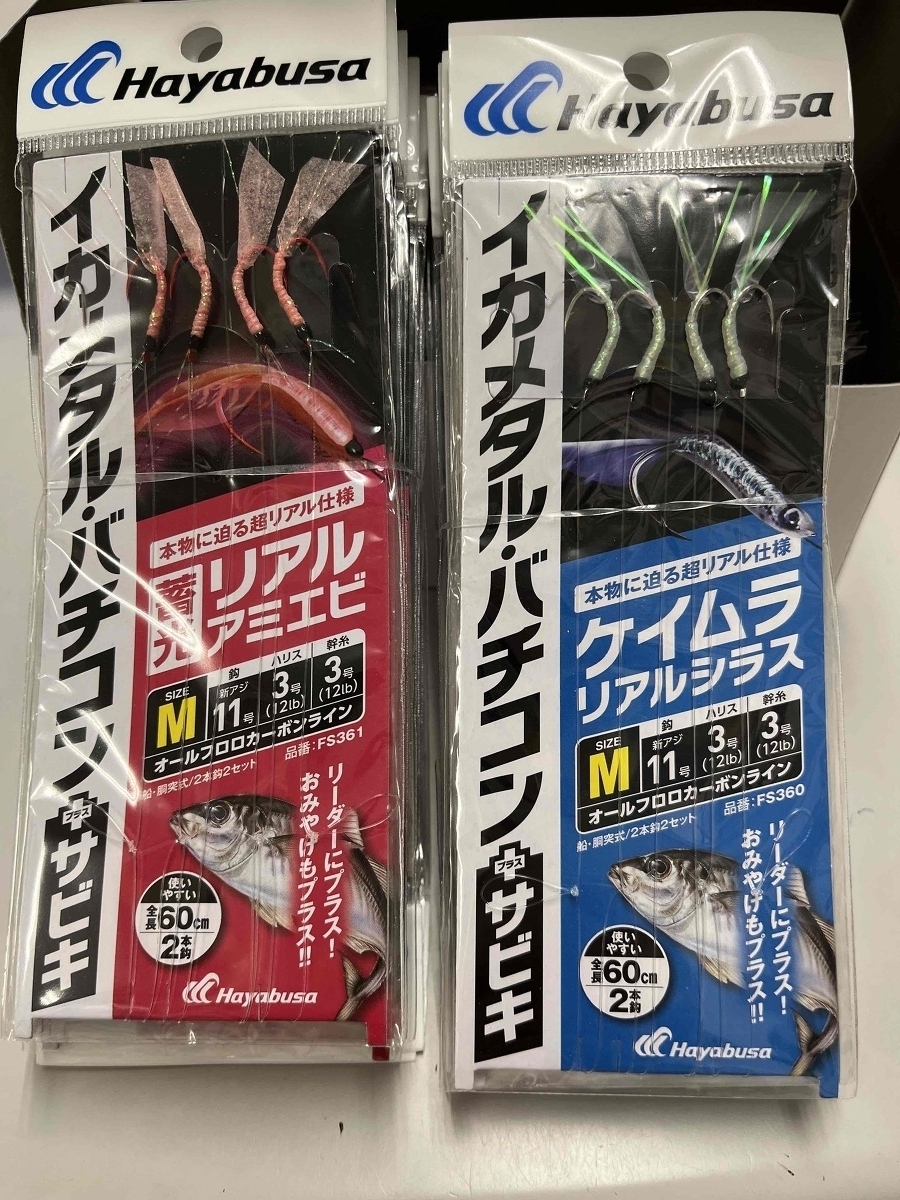 Hayabusa
イカメタル・バチコン
プラス
サビキ
本物に迫る超リアル仕様
蓄光
リアル
アミエビ
SIZE
M
鈎
新アジ
11号
ハリス
3号
(12lb)
幹糸
3号
(12lb)
オールフロロカーボンライン
品番:FS361
船・胴突式/2本鈎2セット
リーダーにプラス!
おみやげもプラス!!
使い
やすい
全長60cm
2本鈎
Hayabusa
Hayabusa
イカメタル・バチコン
プラス
サビキ
本物に迫る超リアル仕様
ケイムラ
リアルシラス
SIZE
M
鈎
新アジ
11号
ハリス
3号
(12lb)
幹糸
3号
(12lb)
オールフロロカーボンライン
品番:FS360
船・胴突式/2本鈎2セット
リーダーにプラス!
おみやげもプラス!!
使い
やすい
全長60cm
2本鈎
Hayabusa